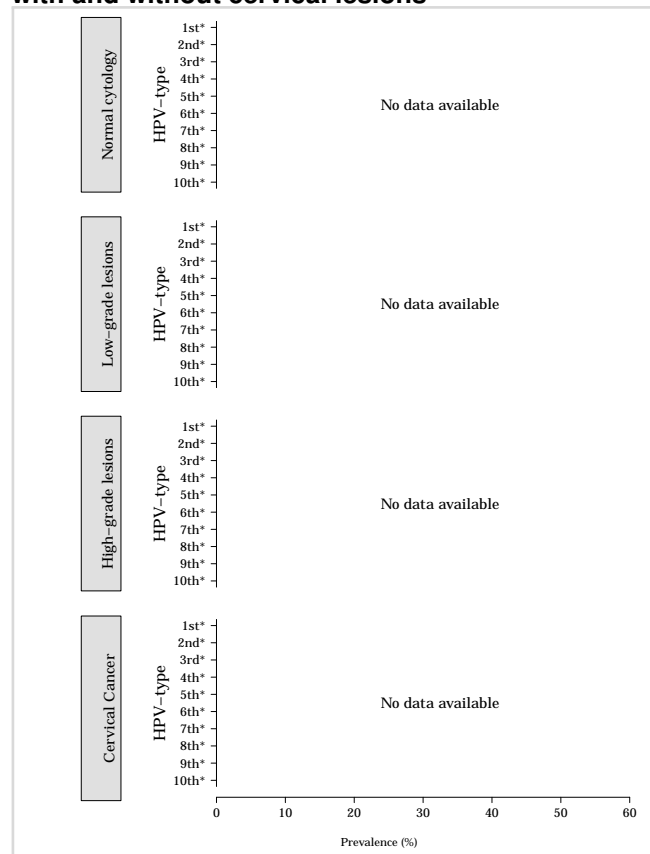 with and without cervical lesions
Normal cytology
HPV−type
1st*
2nd*
3rd*
4th*
5th*
6th*
7th*
8th*
9th*
10th*
No data available
Low−grade lesions
HPV−type
1st*
2nd*
3rd*
4th*
5th*
6th*
7th*
8th*
9th*
10th*
No data available
High−grade lesions
HPV−type
1st*
2nd*
3rd*
4th*
5th*
6th*
7th*
8th*
9th*
10th*
No data available
Cervical Cancer
HPV−type
1st*
2nd*
3rd*
4th*
5th*
6th*
7th*
8th*
9th*
10th*
No data available
0 10 20 30 40 50 60
Prevalence (%)